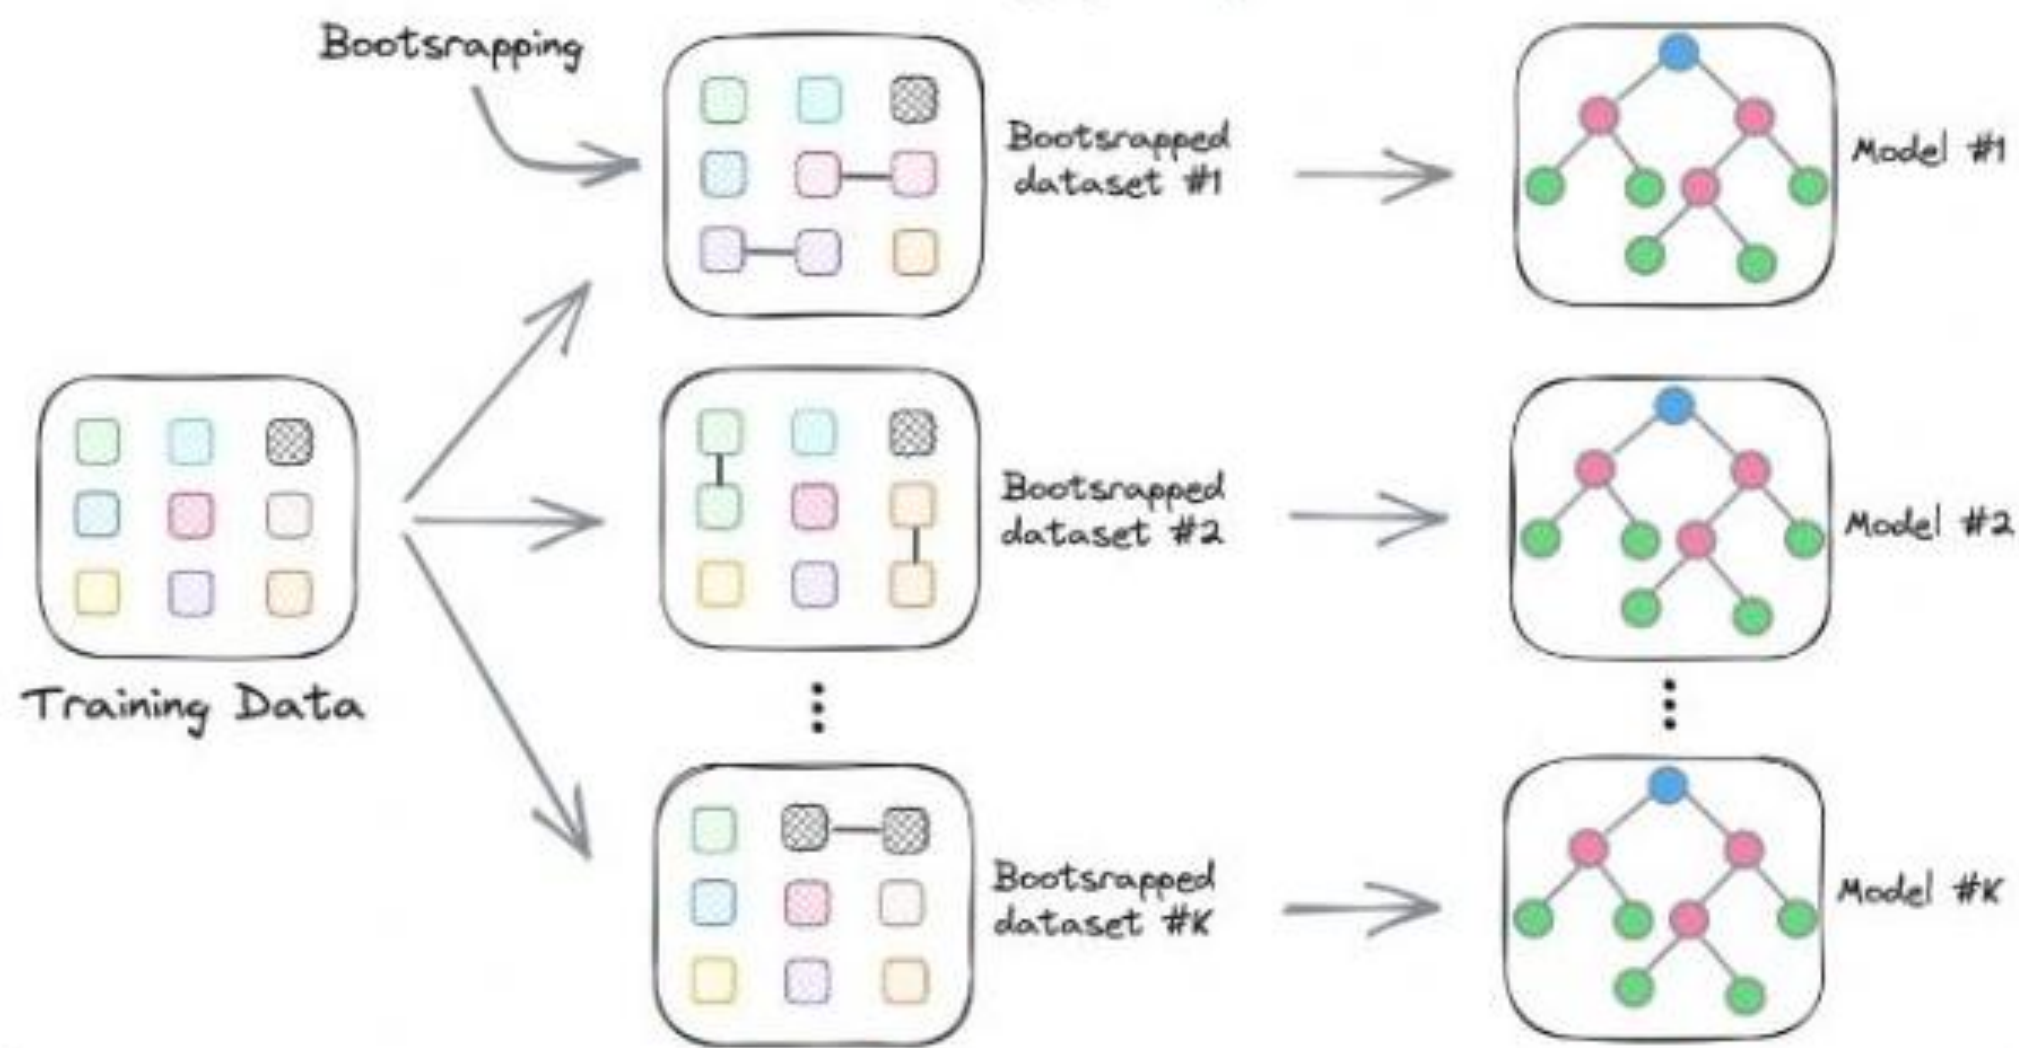 Bootsrapping
Bootsrapped
dataset #1
Model #1
Training Data
Bootsrapped
dataset #2
Model #2
Bootsrapped
dataset #K
Model #K